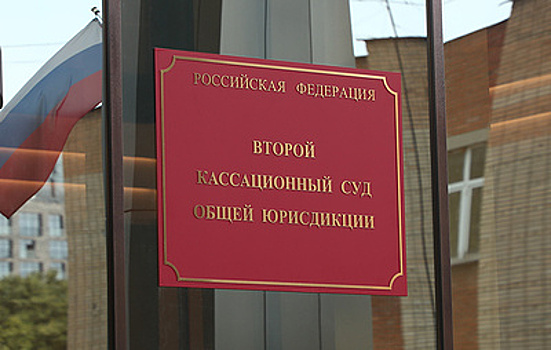 РОССИЙСКАЯ ФЕДЕРАЦИЯ
ВТОРОЙ
КАССАЦИОННЫЙ СУД
ОБЩЕЙ ЮРИСДИКЦИИ